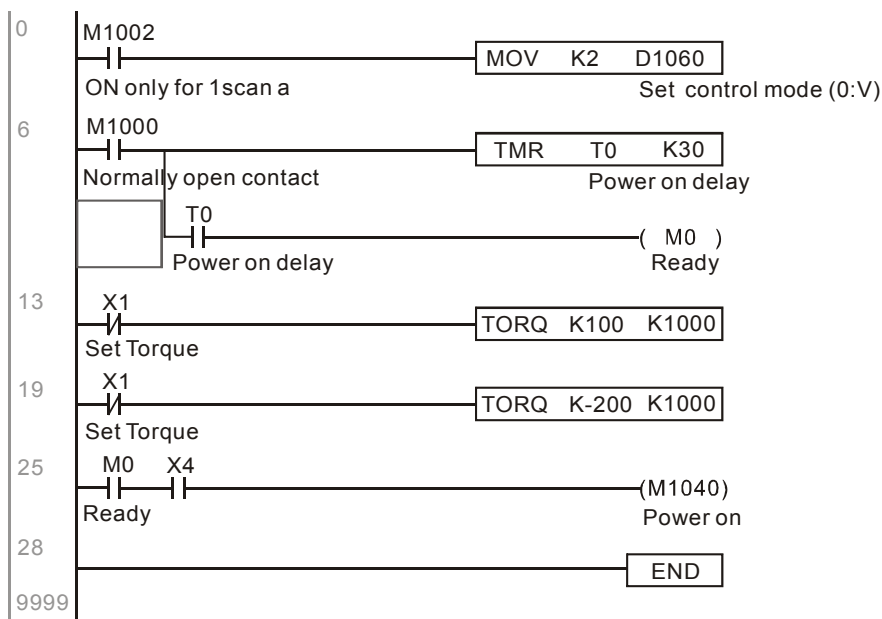 0
M1002
MOV K2 D1060
ON only for 1scan a
Set control mode (0:V)
6
M1000
TMR T0 K30
Normally open contact
Power on delay
T0
( M0 )
Power on delay
Ready
13
X1
TORQ K100 K1000
Set Torque
19
X1
TORQ K-200 K1000
Set Torque
25
M0 X4
(M1040)
Ready
Power on
28
END
9999